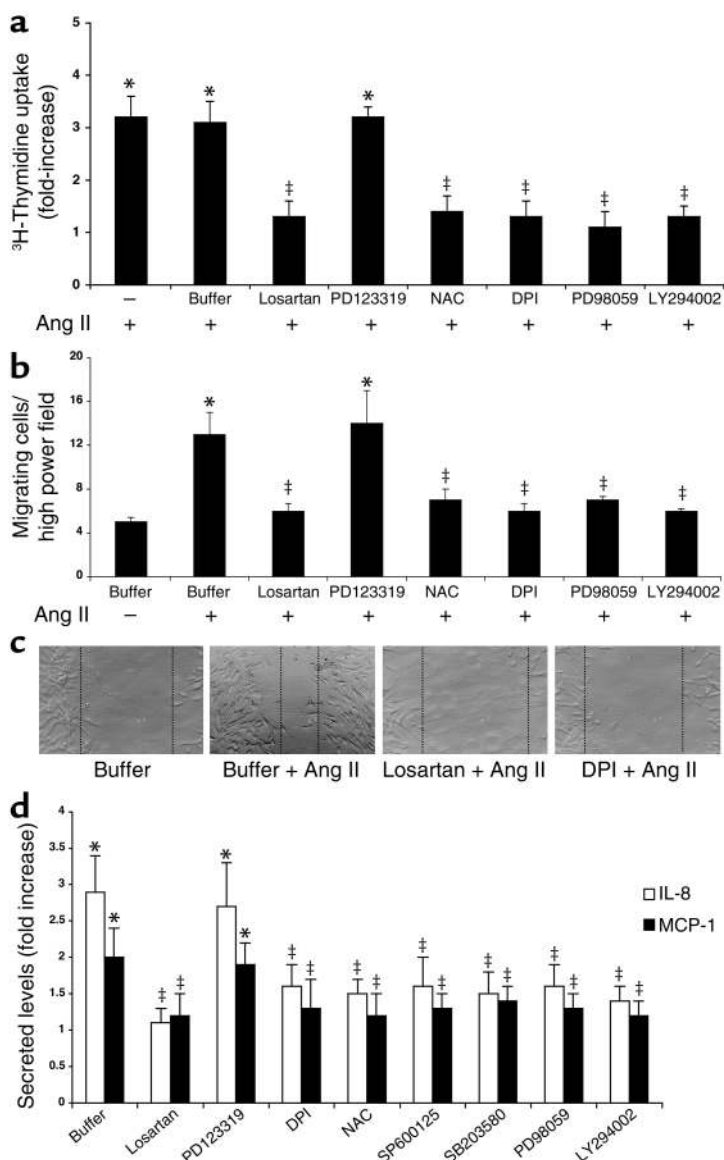 a
³H-Thymidine uptake
(fold-increase)
5
4
3
2
1
0
* * ‡ * ‡ ‡ ‡ ‡
– Buffer Losartan PD123319 NAC DPI PD98059 LY294002
Ang II + + + + + + + +
b
Migrating cells/
high power field
20
16
12
8
4
0
* ‡ * ‡ ‡ ‡ ‡
Buffer Buffer Losartan PD123319 NAC DPI PD98059 LY294002
Ang II – + + + + + + +
c
Buffer Buffer + Ang II Losartan + Ang II DPI + Ang II
d
Secreted levels (fold increase)
4
3.5
3
2.5
2
1.5
1
0.5
0
* * ‡ ‡ * * ‡ ‡ ‡ ‡ ‡ ‡ ‡ ‡ ‡ ‡ ‡ ‡
IL-8
MCP-1
Buffer Losartan PD123319 DPI NAC SP600125 SB203580 PD98059 LY294002